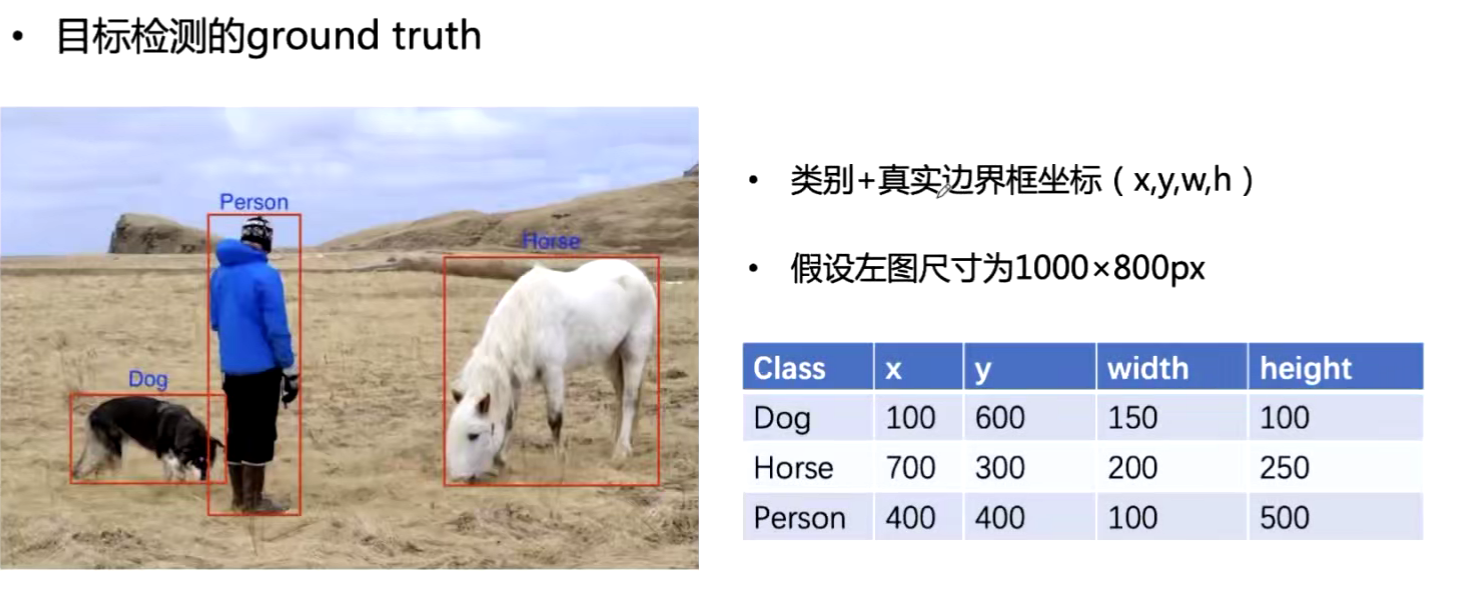 • 目标检测的ground truth
Person
Horse
Dog
• 类别+真实边界框坐标（x,y,w,h）
• 假设左图尺寸为1000×800px
Class x y width height
Dog 100 600 150 100
Horse 700 300 200 250
Person 400 400 100 500